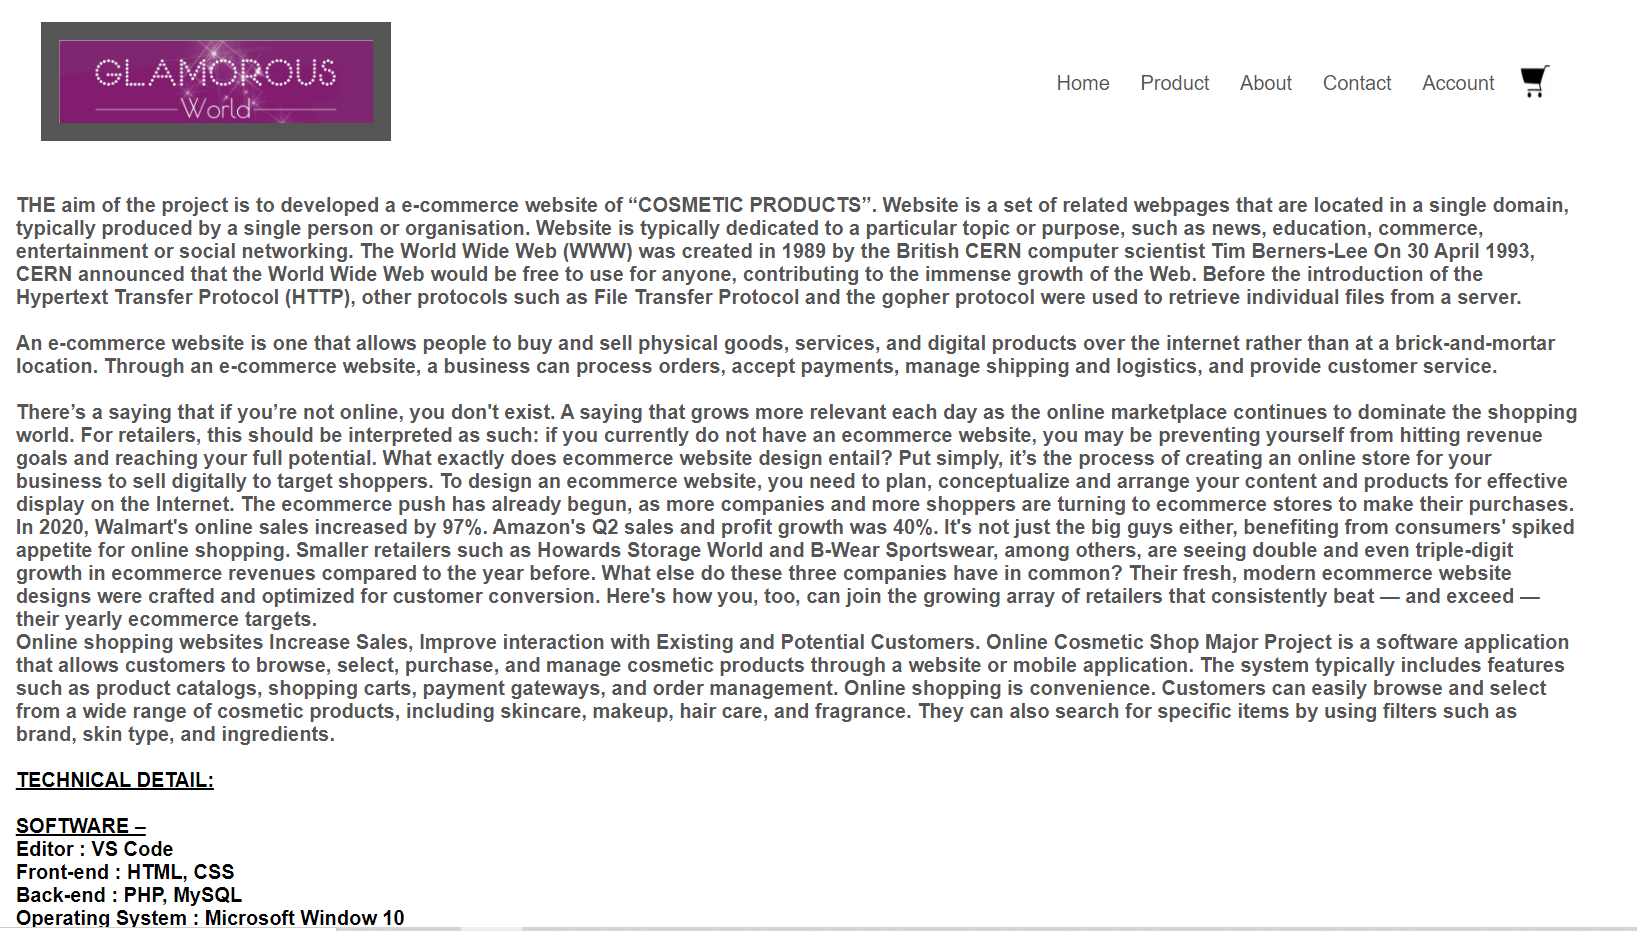 GLAMOROUS
World
Home Product About Contact Account
THE aim of the project is to developed a e-commerce website of “COSMETIC PRODUCTS”. Website is a set of related webpages that are located in a single domain,
typically produced by a single person or organisation. Website is typically dedicated to a particular topic or purpose, such as news, education, commerce,
entertainment or social networking. The World Wide Web (WWW) was created in 1989 by the British CERN computer scientist Tim Berners-Lee On 30 April 1993,
CERN announced that the World Wide Web would be free to use for anyone, contributing to the immense growth of the Web. Before the introduction of the
Hypertext Transfer Protocol (HTTP), other protocols such as File Transfer Protocol and the gopher protocol were used to retrieve individual files from a server.
An e-commerce website is one that allows people to buy and sell physical goods, services, and digital products over the internet rather than at a brick-and-mortar
location. Through an e-commerce website, a business can process orders, accept payments, manage shipping and logistics, and provide customer service.
There’s a saying that if you’re not online, you don't exist. A saying that grows more relevant each day as the online marketplace continues to dominate the shopping
world. For retailers, this should be interpreted as such: if you currently do not have an ecommerce website, you may be preventing yourself from hitting revenue
goals and reaching your full potential. What exactly does ecommerce website design entail? Put simply, it’s the process of creating an online store for your
business to sell digitally to target shoppers. To design an ecommerce website, you need to plan, conceptualize and arrange your content and products for effective
display on the Internet. The ecommerce push has already begun, as more companies and more shoppers are turning to ecommerce stores to make their purchases.
In 2020, Walmart's online sales increased by 97%. Amazon's Q2 sales and profit growth was 40%. It's not just the big guys either, benefiting from consumers' spiked
appetite for online shopping. Smaller retailers such as Howards Storage World and B-Wear Sportswear, among others, are seeing double and even triple-digit
growth in ecommerce revenues compared to the year before. What else do these three companies have in common? Their fresh, modern ecommerce website
designs were crafted and optimized for customer conversion. Here's how you, too, can join the growing array of retailers that consistently beat — and exceed —
their yearly ecommerce targets.
Online shopping websites Increase Sales, Improve interaction with Existing and Potential Customers. Online Cosmetic Shop Major Project is a software application
that allows customers to browse, select, purchase, and manage cosmetic products through a website or mobile application. The system typically includes features
such as product catalogs, shopping carts, payment gateways, and order management. Online shopping is convenience. Customers can easily browse and select
from a wide range of cosmetic products, including skincare, makeup, hair care, and fragrance. They can also search for specific items by using filters such as
brand, skin type, and ingredients.
TECHNICAL DETAIL:
SOFTWARE –
Editor : VS Code
Front-end : HTML, CSS
Back-end : PHP, MySQL
Operating System : Microsoft Window 10